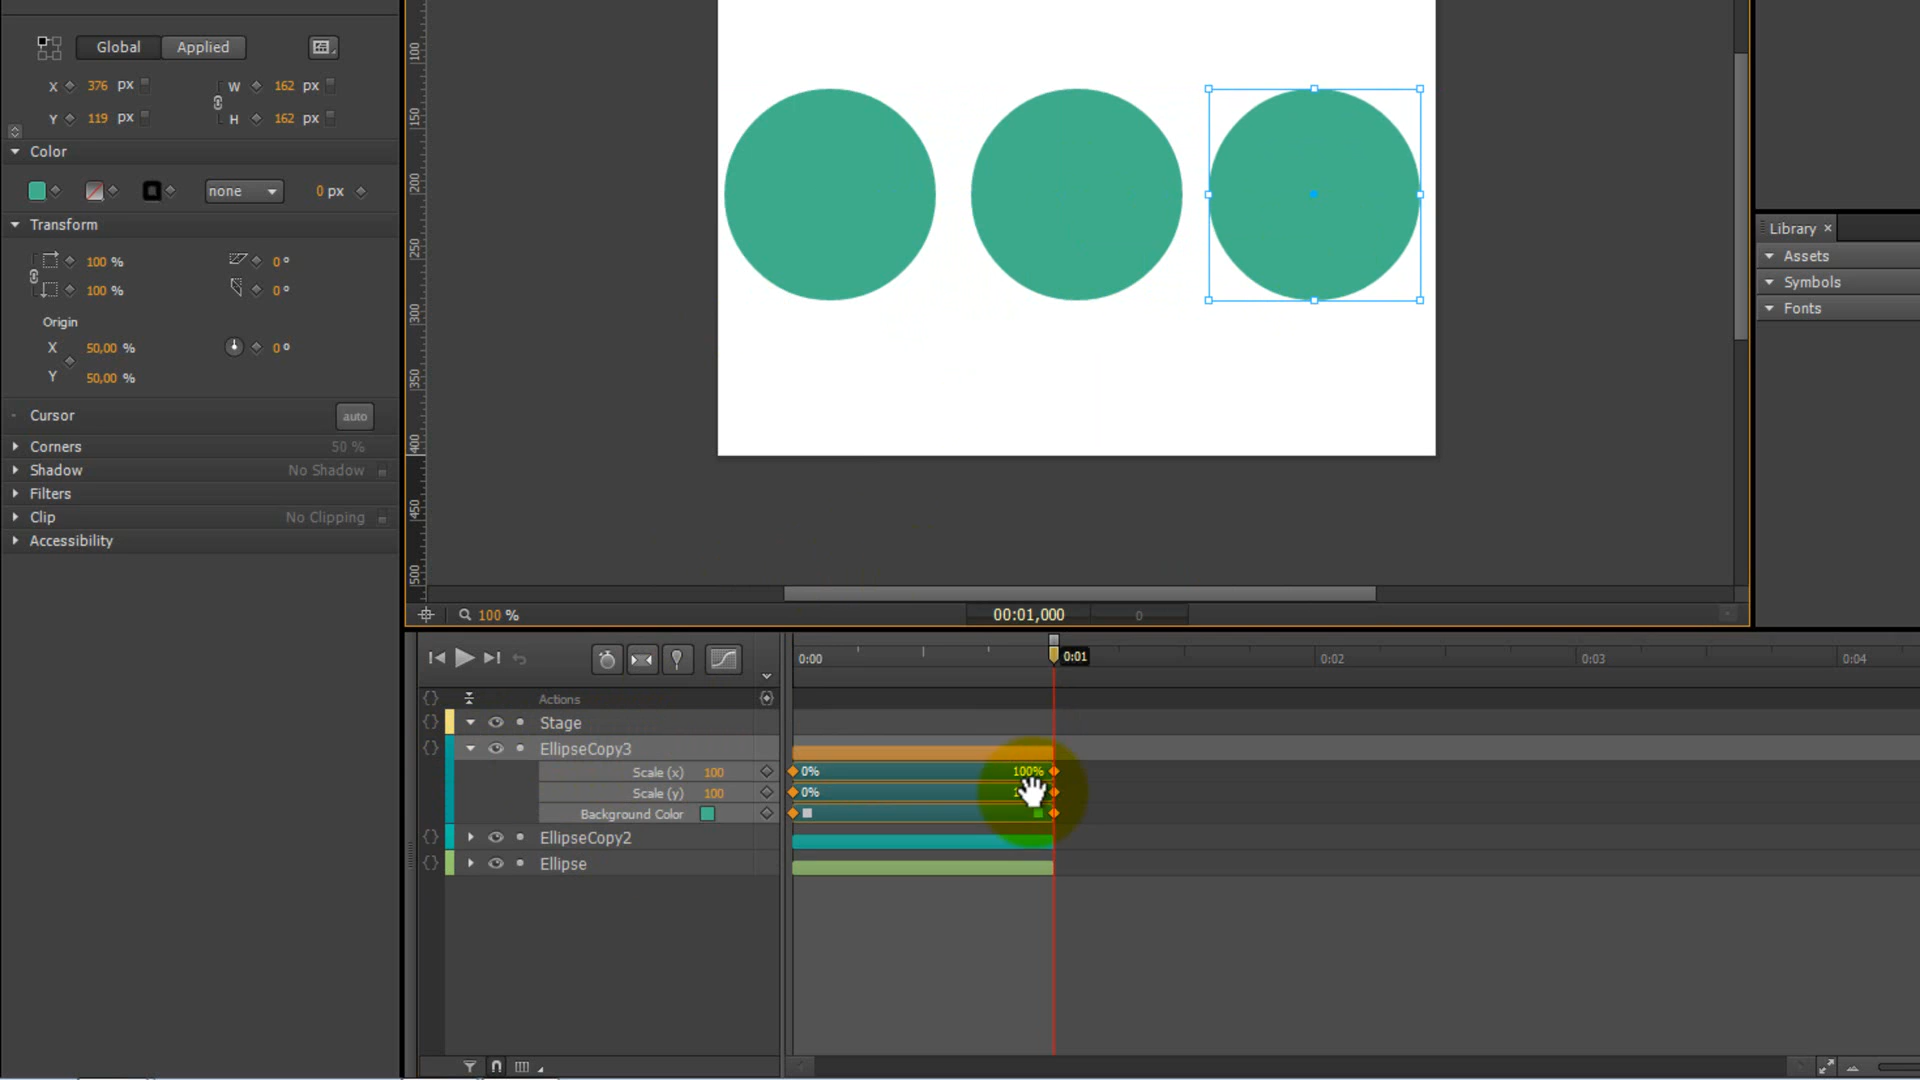 Global Applied
X 376 px W 162 px
Y 119 px H 162 px
Color
none 0 px
Transform
100 % 0 º
100 % 0 º
Origin
X 50,00 % 0 º
Y 50,00 %
Cursor auto
Corners 50 %
Shadow No Shadow
Filters
Clip No Clipping
Accessibility
100
150
200
250
300
350
400
450
500
Library ×
Assets
Symbols
Fonts
100 % 00:01,000 0
0:00 0:01 0:02 0:03 0:04
{} Actions
{} Stage
{} EllipseCopy3
Scale (x) 100 0% 100%
Scale (y) 100 0%
Background Color
{} EllipseCopy2
{} Ellipse